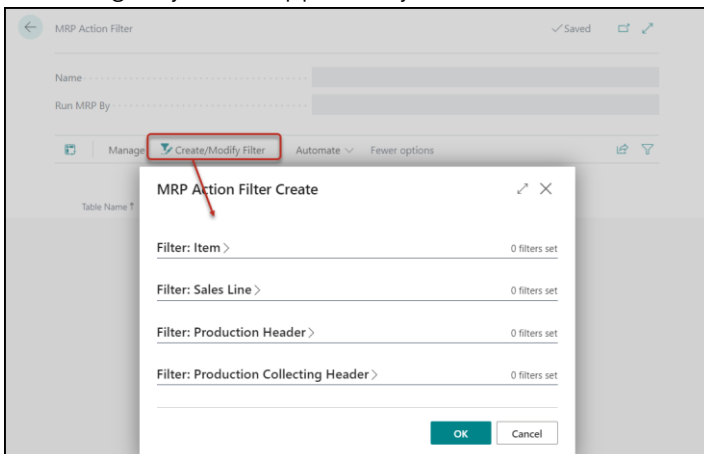 MRP Action Filter ✓ Saved
Name
Run MRP By
Manage Create/Modify Filter Automate Fewer options
MRP Action Filter Create
Table Name ↑
Filter: Item > 0 filters set
Filter: Sales Line > 0 filters set
Filter: Production Header > 0 filters set
Filter: Production Collecting Header > 0 filters set
OK Cancel